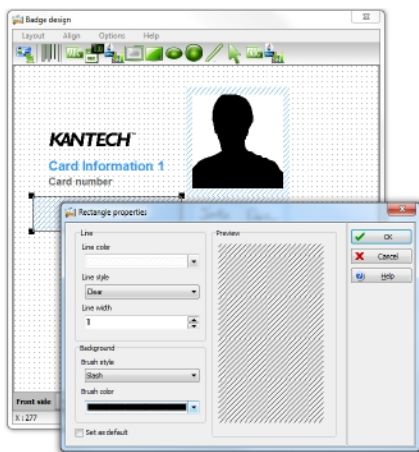 Badge design
Layout Align Options Help
KANTECH™
Card Information 1
Card number
Rectangle properties
Line
Line color
Line style
Clear
Line width
1
Background
Brush style
Slash
Brush color
Set as default
Preview
OK
Cancel
Help
Front side
X : 277